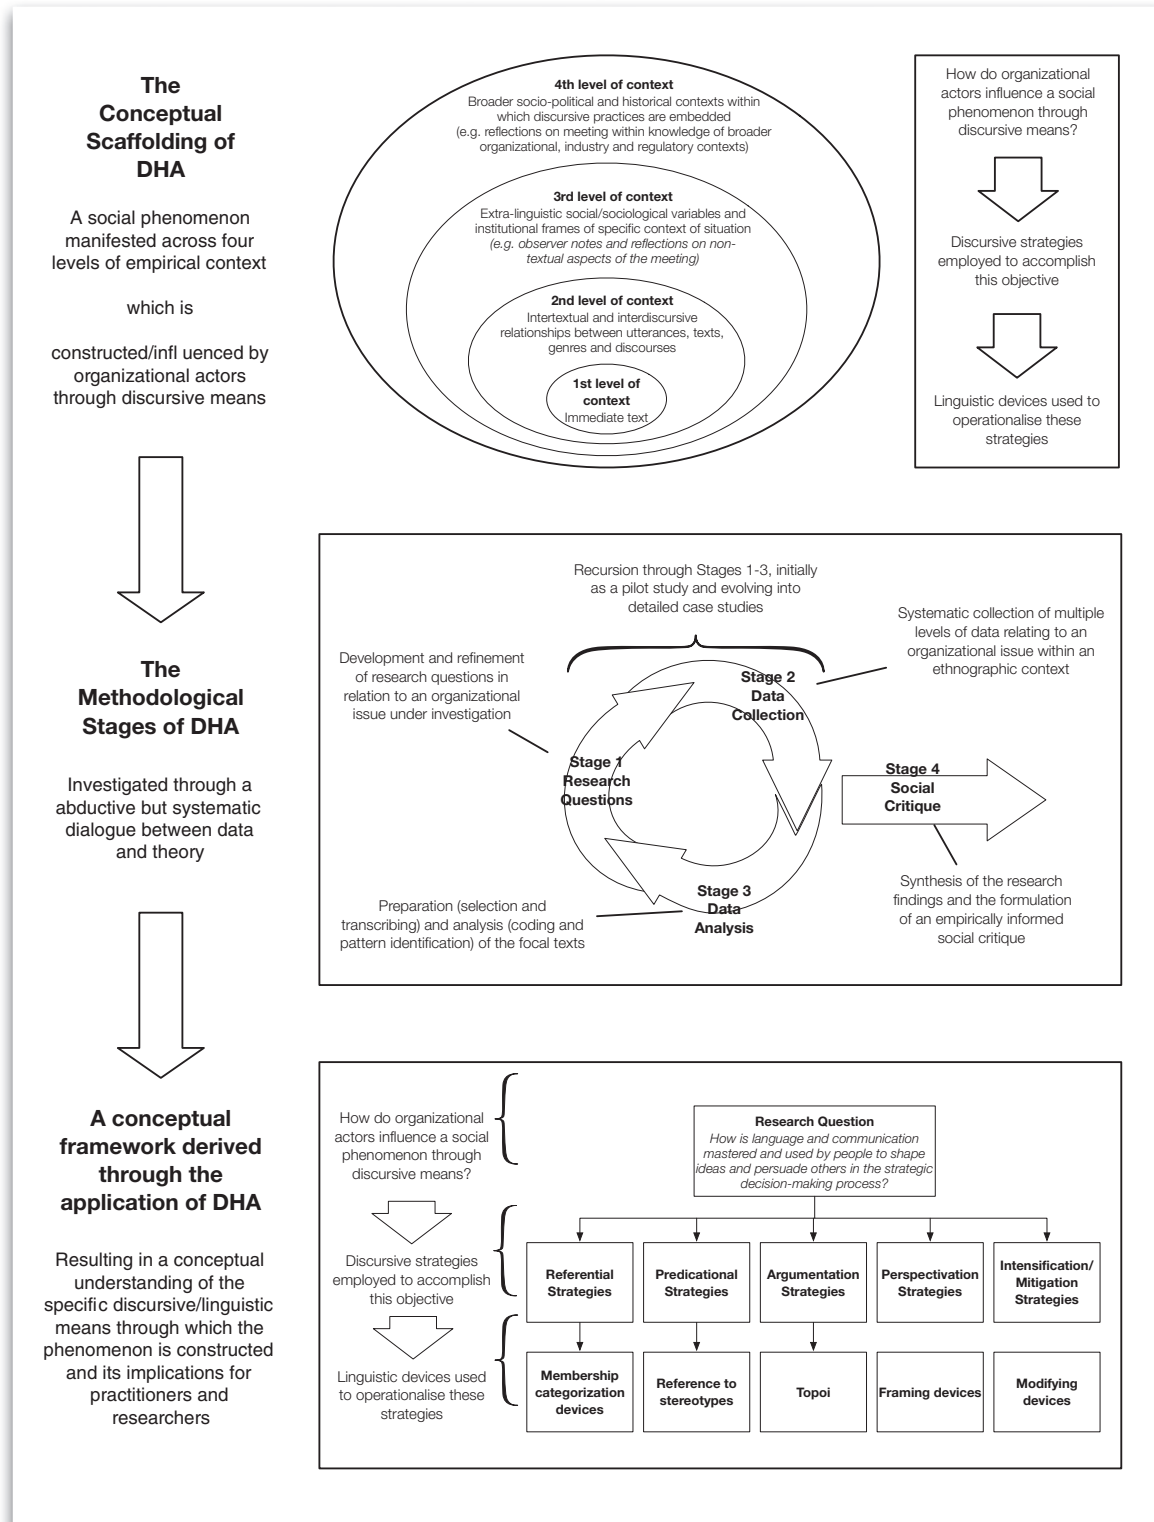 The
Conceptual
Scaffolding of
DHA
A social phenomenon
manifested across four
levels of empirical context
which is
constructed/infl uenced by
organizational actors
through discursive means
4th level of context
Broader socio-political and historical contexts within
which discursive practices are embedded
(e.g. reflections on meeting within knowledge of broader
organizational, industry and regulatory contexts)
3rd level of context
Extra-linguistic social/sociological variables and
institutional frames of specific context of situation
(e.g. observer notes and reflections on non-
textual aspects of the meeting)
2nd level of context
Intertextual and interdiscursive
relationships between utterances, texts,
genres and discourses
1st level of
context
Immediate text
How do organizational
actors influence a social
phenomenon through
discursive means?
Discursive strategies
employed to accomplish
this objective
Linguistic devices used to
operationalise these
strategies
The
Methodological
Stages of DHA
Investigated through a
abductive but systematic
dialogue between data
and theory
Recursion through Stages 1-3, initially
as a pilot study and evolving into
detailed case studies
Development and refinement
of research questions in
relation to an organizational
issue under investigation
Systematic collection of multiple
levels of data relating to an
organizational issue within an
ethnographic context
Stage 1
Research
Questions
Stage 2
Data
Collection
Stage 3
Data
Analysis
Stage 4
Social
Critique
Preparation (selection and
transcribing) and analysis (coding and
pattern identification) of the focal texts
Synthesis of the research
findings and the formulation
of an empirically informed
social critique
A conceptual
framework derived
through the
application of DHA
Resulting in a conceptual
understanding of the
specific discursive/linguistic
means through which the
phenomenon is constructed
and its implications for
practitioners and
researchers
How do organizational
actors influence a social
phenomenon through
discursive means?
Discursive strategies
employed to accomplish
this objective
Linguistic devices used
to operationalise these
strategies
Research Question
How is language and communication
mastered and used by people to shape
ideas and persuade others in the strategic
decision-making process?
Referential
Strategies
Predicational
Strategies
Argumentation
Strategies
Perspectivation
Strategies
Intensification/
Mitigation
Strategies
Membership
categorization
devices
Reference to
stereotypes
Topoi
Framing devices
Modifying
devices